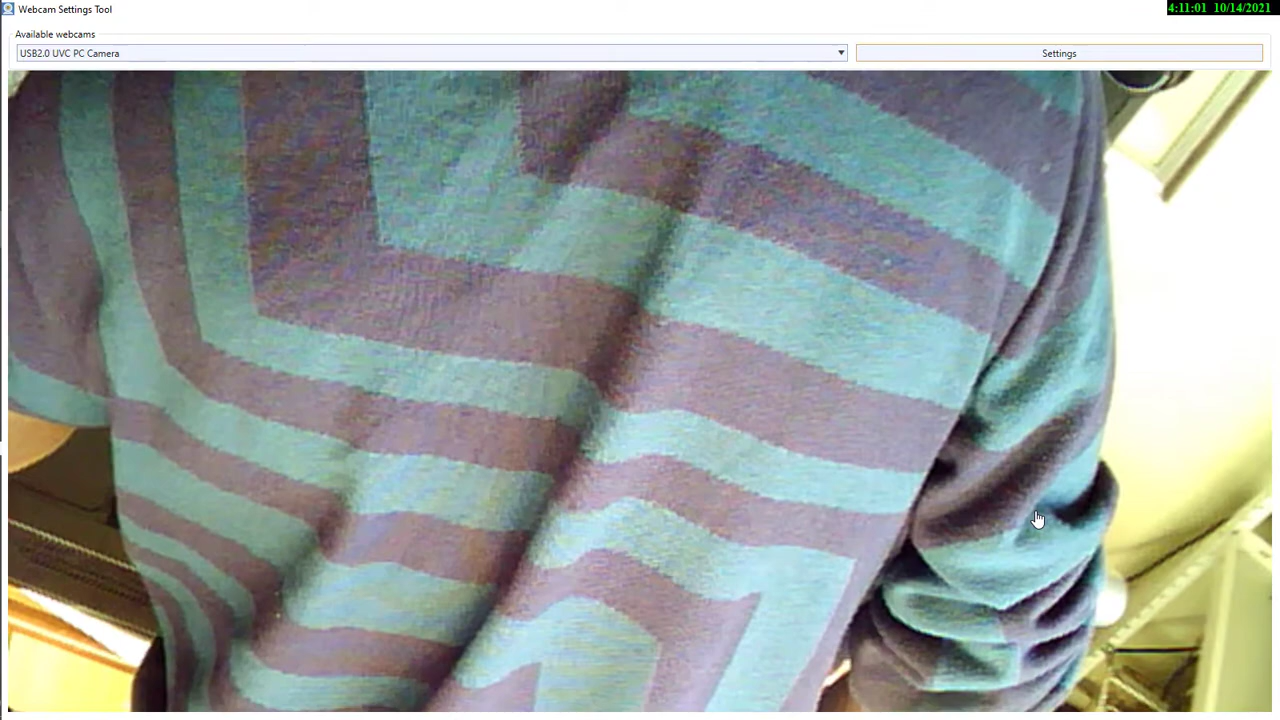 Webcam Settings Tool
4:11:01 10/14/2021
Available webcams
USB2.0 UVC PC Camera
Settings